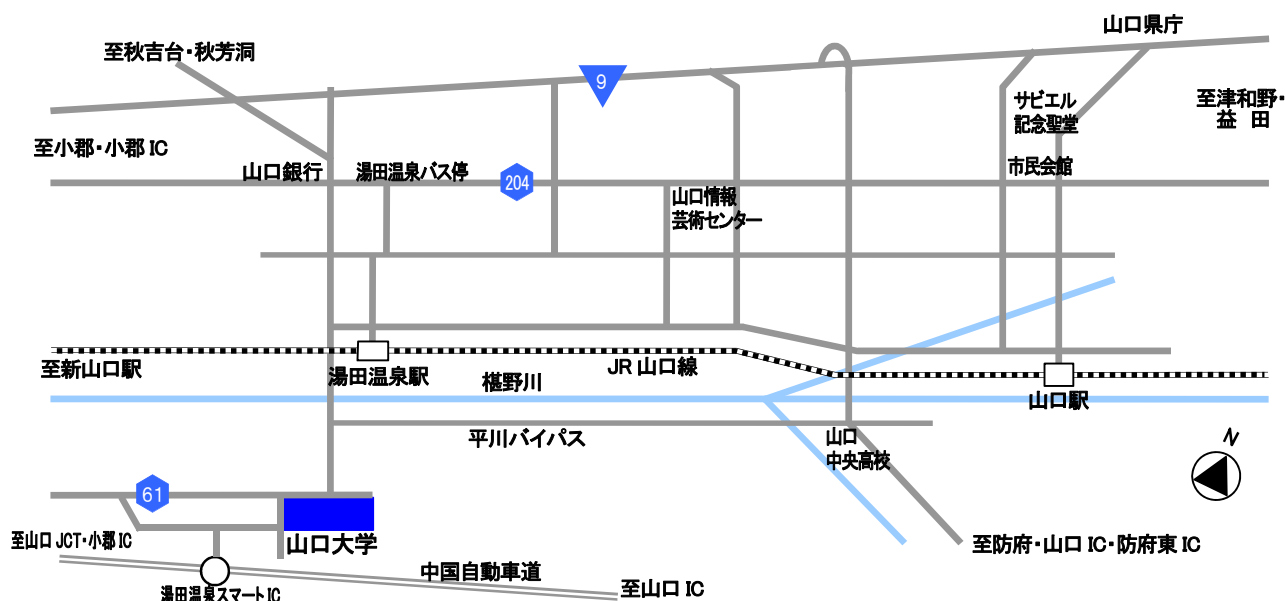 山口県庁
至秋吉台・秋芳洞
9
サビエル
記念聖堂
至津和野・
益 田
至小郡・小郡 IC
山口銀行
湯田温泉バス停
204
市民会館
山口情報
芸術センター
至新山口駅
湯田温泉駅
JR 山口線
椹野川
山口駅
平川バイパス
山口
中央高校
N
61
至山口 JCT・小郡 IC
山口大学
至防府・山口 IC・防府東 IC
中国自動車道
至山口 IC
湯田温泉スマート IC